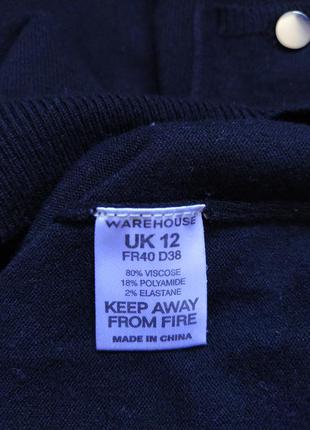 WAREHOUSE
UK 12
FR40 D38
80% VISCOSE
18% POLYAMIDE
2% ELASTANE
KEEP AWAY
FROM FIRE
MADE IN CHINA